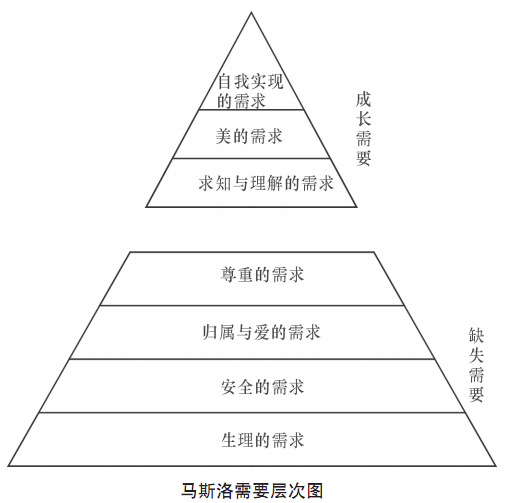 自我实现
的需求
美的需求
求知与理解的需求
成长需要
尊重的需求
归属与爱的需求
安全的需求
生理的需求
缺失需要
马斯洛需要层次图